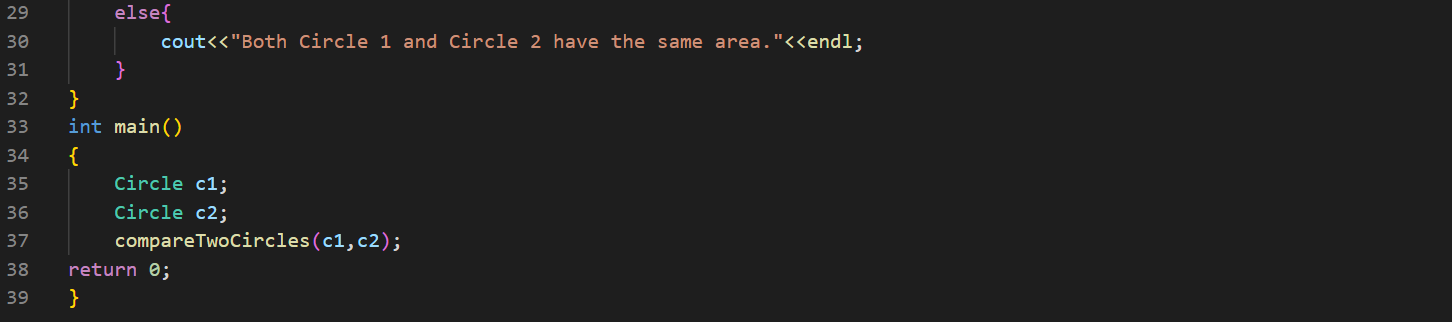 29 else{
30 cout<<"Both Circle 1 and Circle 2 have the same area."<<endl;
31 }
32 }
33 int main()
34 {
35 Circle c1;
36 Circle c2;
37 compareTwoCircles(c1,c2);
38 return 0;
39 }